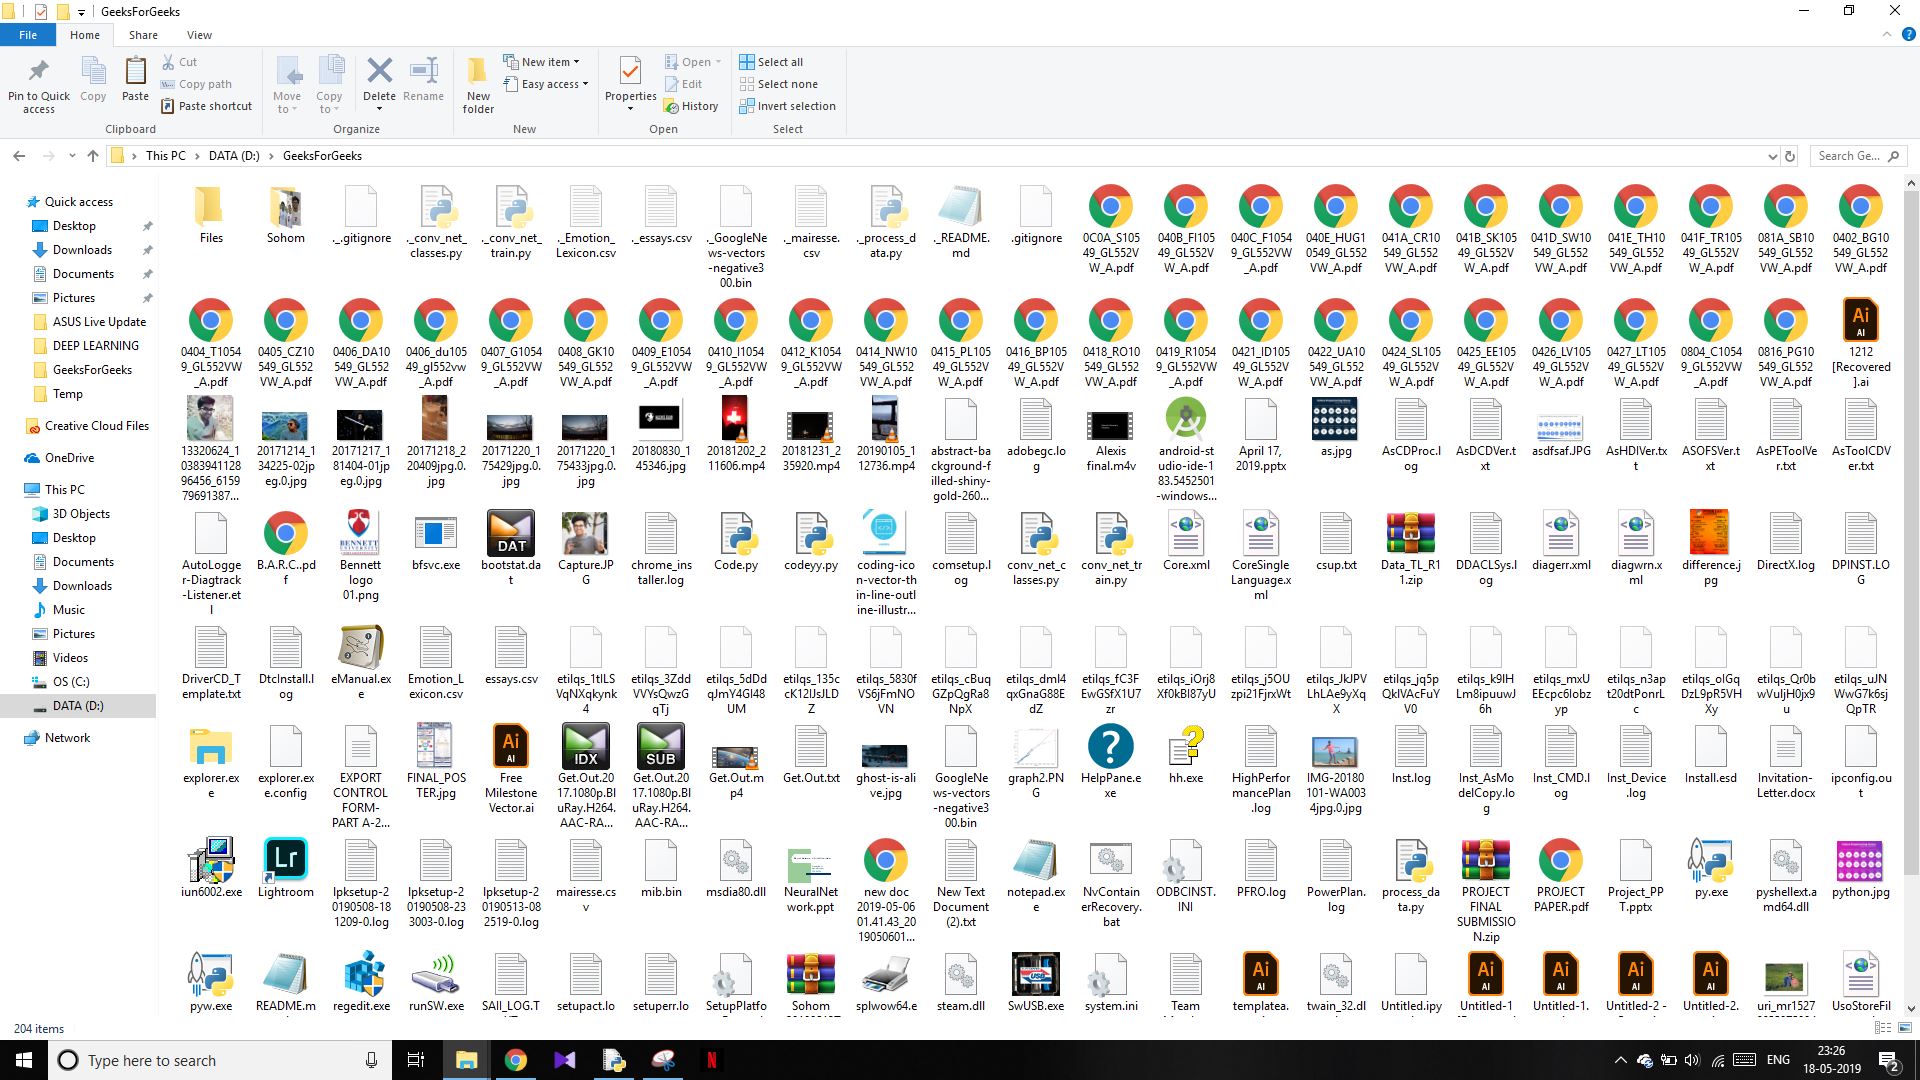 GeeksForGeeks
File Home Share View
Pin to Quick access
Copy
Paste
Cut
Copy path
Paste shortcut
Clipboard
Move to
Copy to
Delete
Rename
Organize
New folder
New item
Easy access
New
Properties
Open
Edit
History
Open
Select all
Select none
Invert selection
Select
This PC > DATA (D:) > GeeksForGeeks
Search Ge...
Quick access
Desktop
Downloads
Documents
Pictures
ASUS Live Update
DEEP LEARNING
GeeksForGeeks
Temp
Creative Cloud Files
OneDrive
This PC
3D Objects
Desktop
Documents
Downloads
Music
Pictures
Videos
OS (C:)
DATA (D:)
Network
Files
Sohom
._.gitignore
._conv_net_classes.py
._conv_net_train.py
._Emotion_Lexicon.csv
._essays.csv
._GoogleNews-vectors-negative300.bin
._mairesse.csv
._process_data.py
._README.md
.gitignore
0C0A_S10549_GL552VW_A.pdf
040B_FI10549_GL552VW_A.pdf
040C_F10549_GL552VW_A.pdf
040E_HUG10549_GL552VW_A.pdf
041A_CR10549_GL552VW_A.pdf
041B_SK10549_GL552VW_A.pdf
041D_SW10549_GL552VW_A.pdf
041E_TH10549_GL552VW_A.pdf
041F_TR10549_GL552VW_A.pdf
081A_SB10549_GL552VW_A.pdf
0402_BG10549_GL552VW_A.pdf
0404_T10549_GL552VW_A.pdf
0405_CZ10549_GL552VW_A.pdf
0406_DA10549_GL552VW_A.pdf
0406_du10549_gl552vw_A.pdf
0407_G10549_GL552VW_A.pdf
0408_GK10549_GL552VW_A.pdf
0409_E10549_GL552VW_A.pdf
0410_I10549_GL552VW_A.pdf
0412_K10549_GL552VW_A.pdf
0414_NW10549_GL552VW_A.pdf
0415_PL10549_GL552VW_A.pdf
0416_BP10549_GL552VW_A.pdf
0418_RO10549_GL552VW_A.pdf
0419_R10549_GL552VW_A.pdf
0421_ID10549_GL552VW_A.pdf
0422_UA10549_GL552VW_A.pdf
0424_SL10549_GL552VW_A.pdf
0425_EE10549_GL552VW_A.pdf
0426_LV10549_GL552VW_A.pdf
0427_LT10549_GL552VW_A.pdf
0804_C10549_GL552VW_A.pdf
0816_PG10549_GL552VW_A.pdf
1212 [Recovered].ai
13320624_1038394112896456_615979691387...
20171214_134225-02jpeg.0.jpg
20171217_181404-01jpeg.0.jpg
20171218_220409jpg.0.jpg
20171220_175429jpg.0.jpg
20171220_175433jpg.0.jpg
20180830_145346.jpg
20181202_211606.mp4
20181231_235920.mp4
20190105_112736.mp4
abstract-background-filled-shiny-gold-260...
adobegc.log
Alexis final.m4v
android-studio-ide-183.5452501-windows...
April 17, 2019.pptx
as.jpg
AsCDProc.log
AsDCDVer.txt
asdfsaf.JPG
AsHDIVer.txt
ASOFSVer.txt
AsPEToolVer.txt
AsToolCDVer.txt
AutoLogger-Diagtrack-Listener.etl
B.A.R.C..pdf
Bennett logo 01.png
bfsvc.exe
bootstat.dat
Capture.JPG
chrome_installer.log
Code.py
codeyy.py
coding-icon-vector-thin-line-outline-illustr...
comsetup.log
conv_net_classes.py
conv_net_train.py
Core.xml
CoreSingleLanguage.xml
csup.txt
Data_TL_R11.zip
DDACLSys.log
diagerr.xml
diagwrn.xml
difference.jpg
DirectX.log
DPINST.LOG
DriverCD_Template.txt
DtcInstall.log
eManual.exe
Emotion_Lexicon.csv
essays.csv
explorer.exe
explorer.exe.config
EXPORT CONTROL FORM-PART A-2...
FINAL_POSTER.jpg
Free Milestone Vector.ai
Get.Out.2017.1080p.BluRay.H264.AAC-RA...
Get.Out.2017.1080p.BluRay.H264.AAC-RA...
Get.Out.mp4
Get.Out.txt
ghost-is-alive.jpg
GoogleNews-vectors-negative300.bin
graph2.PNG
HelpPane.exe
hh.exe
HighPerformancePlan.log
IMG-20180101-WA0034jpg.0.jpg
Inst.log
Inst_AsModelCopy.log
Inst_CMD.log
Inst_Device.log
Install.esd
Invitation-Letter.docx
ipconfig.out
iun6002.exe
Lightroom
lpksetup-20190508-181209-0.log
lpksetup-20190508-233003-0.log
lpksetup-20190513-082519-0.log
mairesse.csv
mib.bin
msdia80.dll
NeuralNetwork.ppt
new doc 2019-05-06 01.41.43_2019050601...
New Text Document (2).txt
notepad.exe
NvContainerRecovery.bat
ODBCINST.INI
PFRO.log
PowerPlan.log
process_data.py
PROJECT FINAL SUBMISSION.zip
PROJECT PAPER.pdf
Project_PPT.pptx
py.exe
pyshellext.amd64.dll
python.jpg
pyw.exe
README.m
regedit.exe
runSW.exe
SAII_LOG.T
setupact.lo
setuperr.lo
SetupPlatfo
Sohom
splwow64.e
steam.dll
SwUSB.exe
system.ini
Team
templatea.
twain_32.dl
Untitled.ipy
Untitled-1
Untitled-1.
Untitled-2 -
Untitled-2.
uri_mr1527
UsoStoreFil
204 items
Type here to search
ENG
23:26
18-05-2019
2